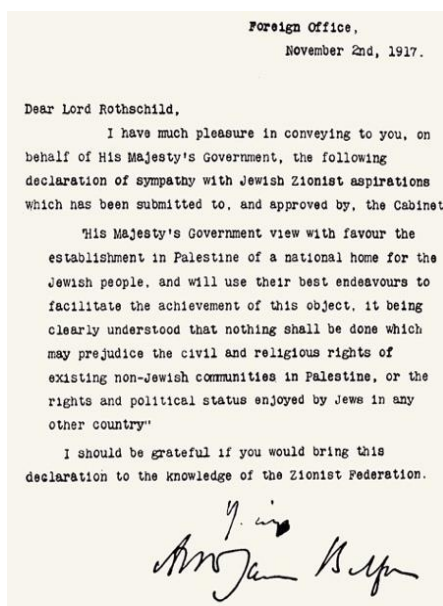 Foreign Office,
November 2nd, 1917.
Dear Lord Rothschild,
I have much pleasure in conveying to you, on
behalf of His Majesty's Government, the following
declaration of sympathy with Jewish Zionist aspirations
which has been submitted to, and approved by, the Cabinet
"His Majesty's Government view with favour the
establishment in Palestine of a national home for the
Jewish people, and will use their best endeavours to
facilitate the achievement of this object, it being
clearly understood that nothing shall be done which
may prejudice the civil and religious rights of
existing non-Jewish communities in Palestine, or the
rights and political status enjoyed by Jews in any
other country"
I should be grateful if you would bring this
declaration to the knowledge of the Zionist Federation.